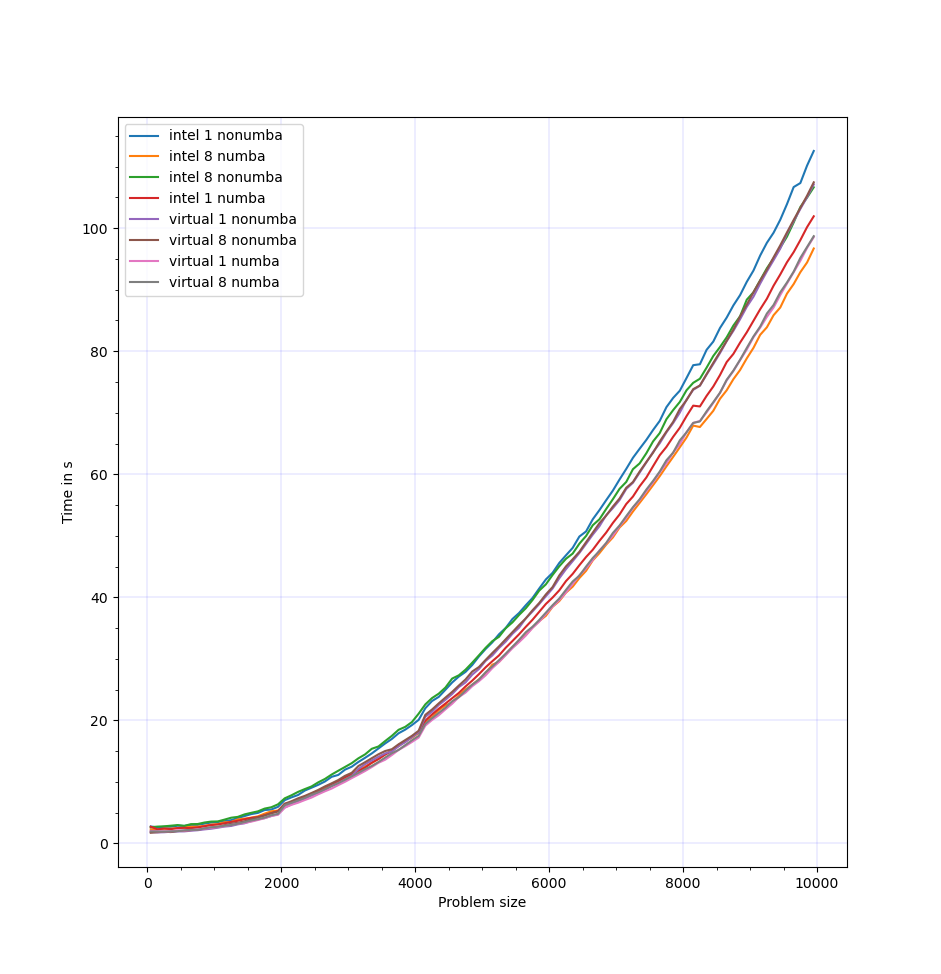 intel 1 nonumba
intel 8 numba
intel 8 nonumba
intel 1 numba
virtual 1 nonumba
virtual 8 nonumba
virtual 1 numba
virtual 8 numba
100
80
60
40
20
0
Time in s
0 2000 4000 6000 8000 10000
Problem size